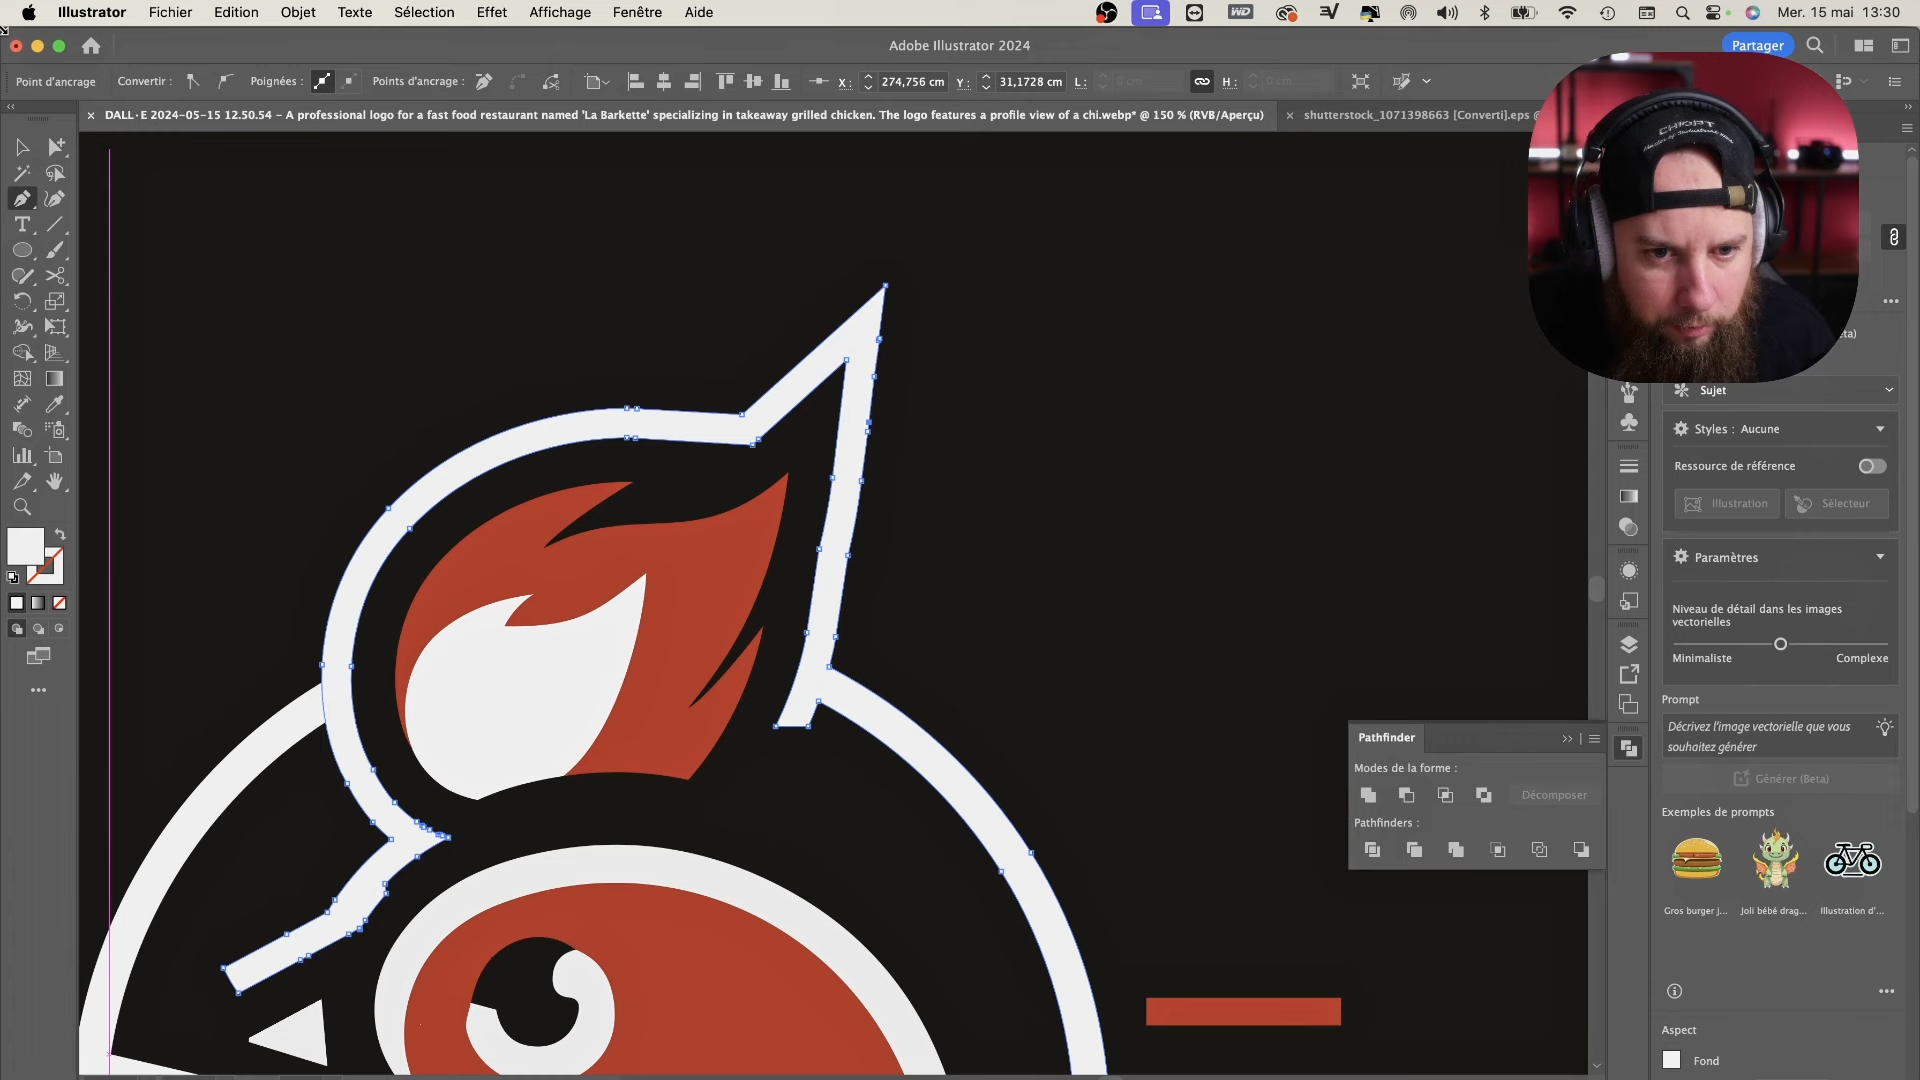 Illustrator Fichier Edition Objet Texte Sélection Effet Affichage Fenêtre Aide
WD
Mer. 15 mai 13:30
Adobe Illustrator 2024
Partager
Point d'ancrage Convertir : Poignées : Points d'ancrage : X : 274,756 cm Y : 31,1728 cm L : 0 cm H : 0 cm
DALL·E 2024-05-15 12.50.54 – A professional logo for a fast food restaurant named 'La Barkette' specializing in takeaway grilled chicken. The logo features a profile view of a chi.webp* @ 150 % (RVB/Aperçu)
shutterstock_1071398663 [Converti].eps @
Sujet
Styles : Aucune
Ressource de référence
Illustration
Sélecteur
Paramètres
Niveau de détail dans les images
vectorielles
Minimaliste
Complexe
Prompt
Décrivez l'image vectorielle que vous
souhaitez générer
Générer (Beta)
Exemples de prompts
Gros burger j...
Joli bébé drag...
Illustration d'...
Aspect
Fond
Pathfinder
Modes de la forme :
Décomposer
Pathfinders :